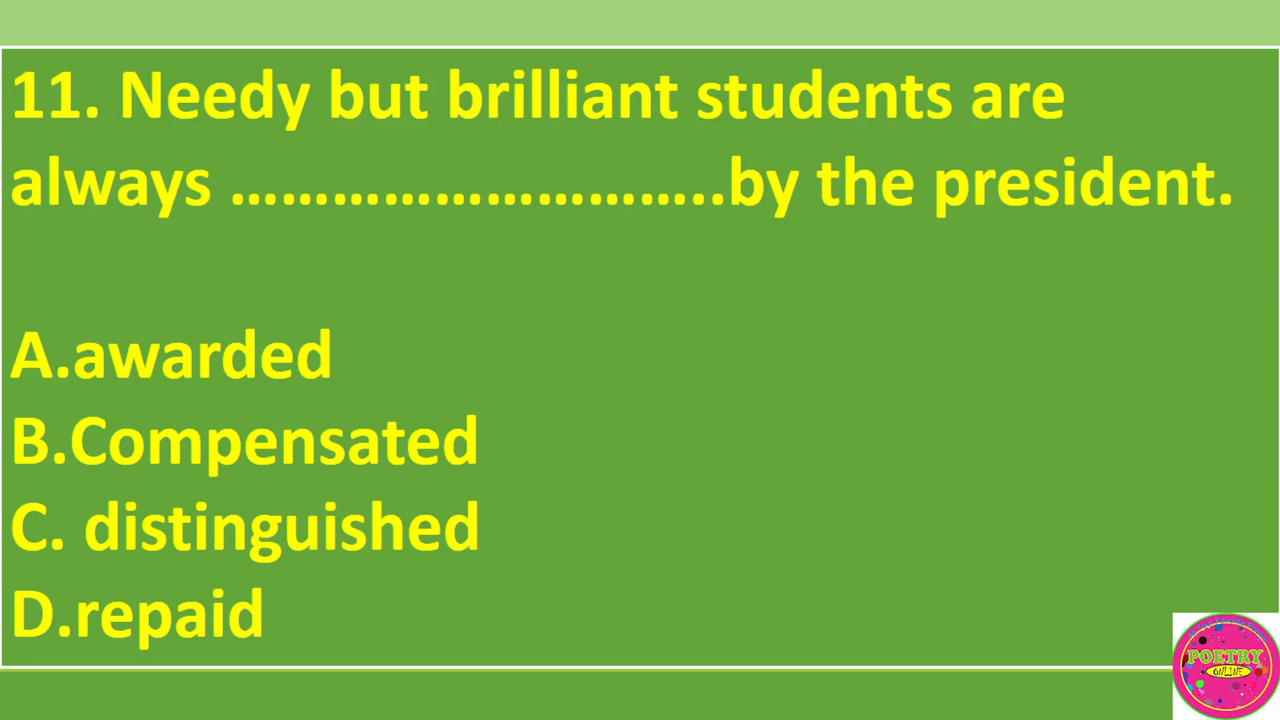 11. Needy but brilliant students are
always ………………………..by the president.
A.awarded
B.Compensated
C. distinguished
D.repaid
POETRY
ONLINE